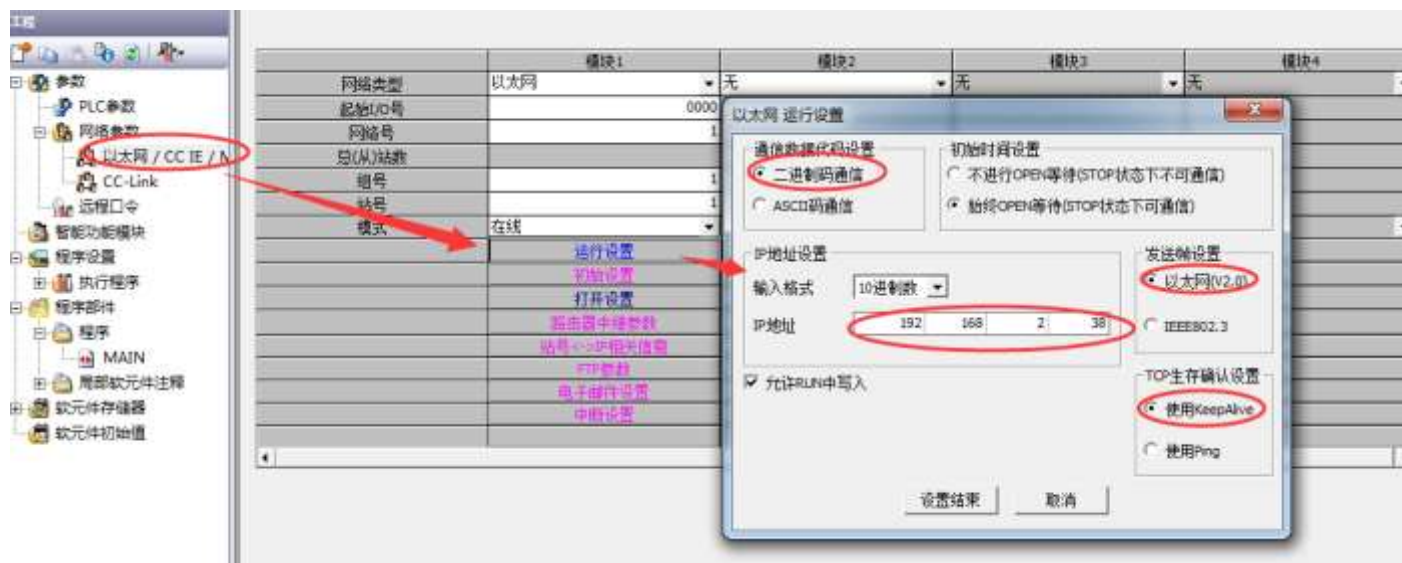 工程
参数
PLC参数
网络参数
以太网 / CC IE / N
CC-Link
远程口令
智能功能模块
程序设置
执行程序
程序部件
程序
MAIN
局部软元件注释
软元件存储器
软元件初始值
模块1 模块2 模块3 模块4
网络类型 以太网 无 无 无
起始I/O号 0000
网络号 1
总(从)站数
组号 1
站号 1
模式 在线
运行设置
初始设置
打开设置
路由器中继参数
站号<->IP相关信息
FTP参数
电子邮件设置
中断设置
以太网 运行设置
通信数据代码设置
二进制码通信
ASCII码通信
初始时间设置
不进行OPEN等待(STOP状态下不可通信)
始终OPEN等待(STOP状态下可通信)
IP地址设置
输入格式 10进制数
IP地址 192 168 2 38
发送帧设置
以太网(V2.0)
IEEE802.3
允许RUN中写入
TCP生存确认设置
使用KeepAlive
使用Ping
设置结束 取消